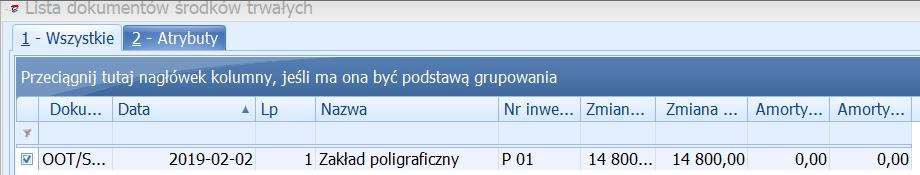 Lista dokumentów środków trwałych
1 - Wszystkie 2 - Atrybuty
Przeciągnij tutaj nagłówek kolumny, jeśli ma ona być podstawą grupowania
Doku... Data Lp Nazwa Nr inwe... Zmian... Zmiana ... Amorty... Amorty...
OOT/S... 2019-02-02 1 Zakład poligraficzny P 01 14 800... 14 800,00 0,00 0,00